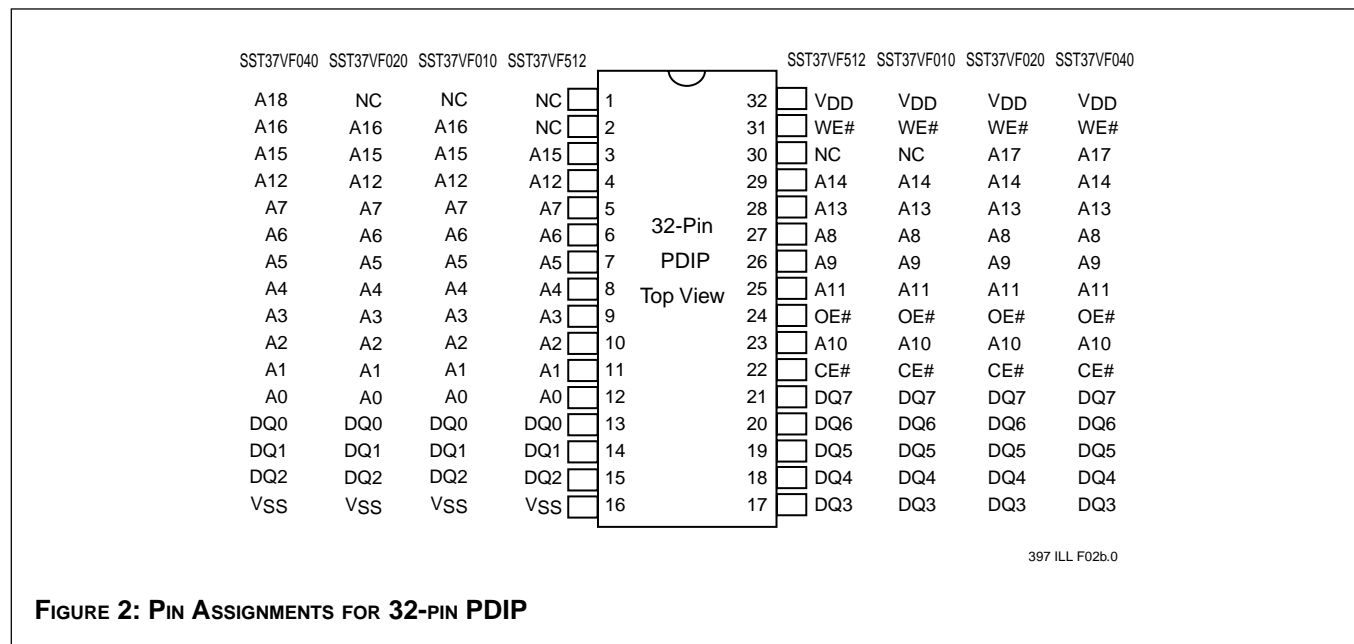 SST37VF040 SST37VF020 SST37VF010 SST37VF512 SST37VF512 SST37VF010 SST37VF020 SST37VF040
A18 NC NC NC 1 32 VDD VDD VDD VDD
A16 A16 A16 NC 2 31 WE# WE# WE# WE#
A15 A15 A15 A15 3 30 NC NC A17 A17
A12 A12 A12 A12 4 29 A14 A14 A14 A14
A7 A7 A7 A7 5 28 A13 A13 A13 A13
A6 A6 A6 A6 6 32-Pin 27 A8 A8 A8 A8
A5 A5 A5 A5 7 PDIP 26 A9 A9 A9 A9
A4 A4 A4 A4 8 Top View 25 A11 A11 A11 A11
A3 A3 A3 A3 9 24 OE# OE# OE# OE#
A2 A2 A2 A2 10 23 A10 A10 A10 A10
A1 A1 A1 A1 11 22 CE# CE# CE# CE#
A0 A0 A0 A0 12 21 DQ7 DQ7 DQ7 DQ7
DQ0 DQ0 DQ0 DQ0 13 20 DQ6 DQ6 DQ6 DQ6
DQ1 DQ1 DQ1 DQ1 14 19 DQ5 DQ5 DQ5 DQ5
DQ2 DQ2 DQ2 DQ2 15 18 DQ4 DQ4 DQ4 DQ4
VSS VSS VSS VSS 16 17 DQ3 DQ3 DQ3 DQ3
397 ILL F02b.0
FIGURE 2: PIN ASSIGNMENTS FOR 32-PIN PDIP